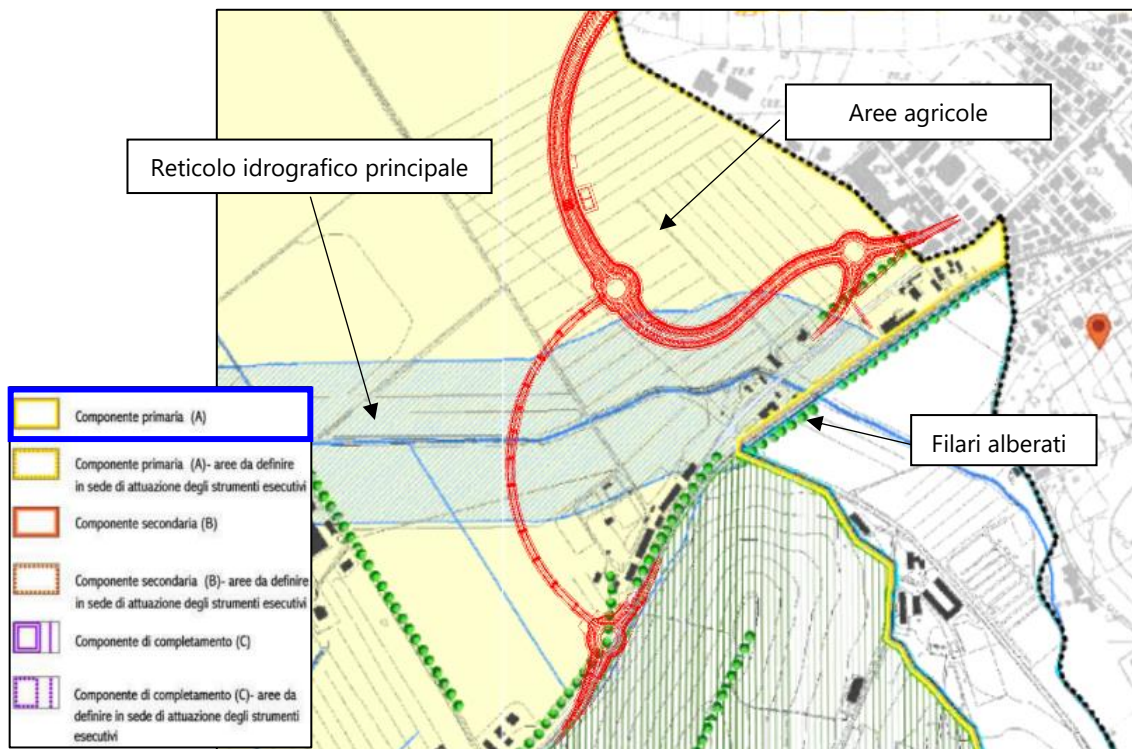 Aree agricole
Reticolo idrografico principale
Filari alberati
Componente primaria (A)
Componente primaria (A)- aree da definire
in sede di attuazione degli strumenti esecutivi
Componente secondaria (B)
Componente secondaria (B)- aree da definire
in sede di attuazione degli strumenti esecutivi
Componente di completamento (C)
Componente di completamento (C)- aree da
definire in sede di attuazione degli strumenti
esecutivi